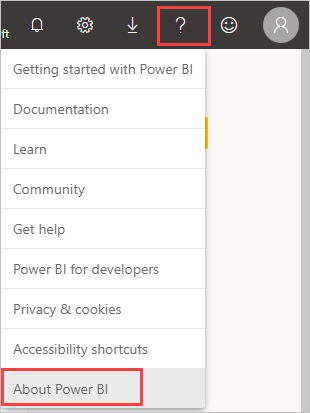 ft
?
Getting started with Power BI
Documentation
Learn
Community
Get help
Power BI for developers
Privacy & cookies
Accessibility shortcuts
About Power BI